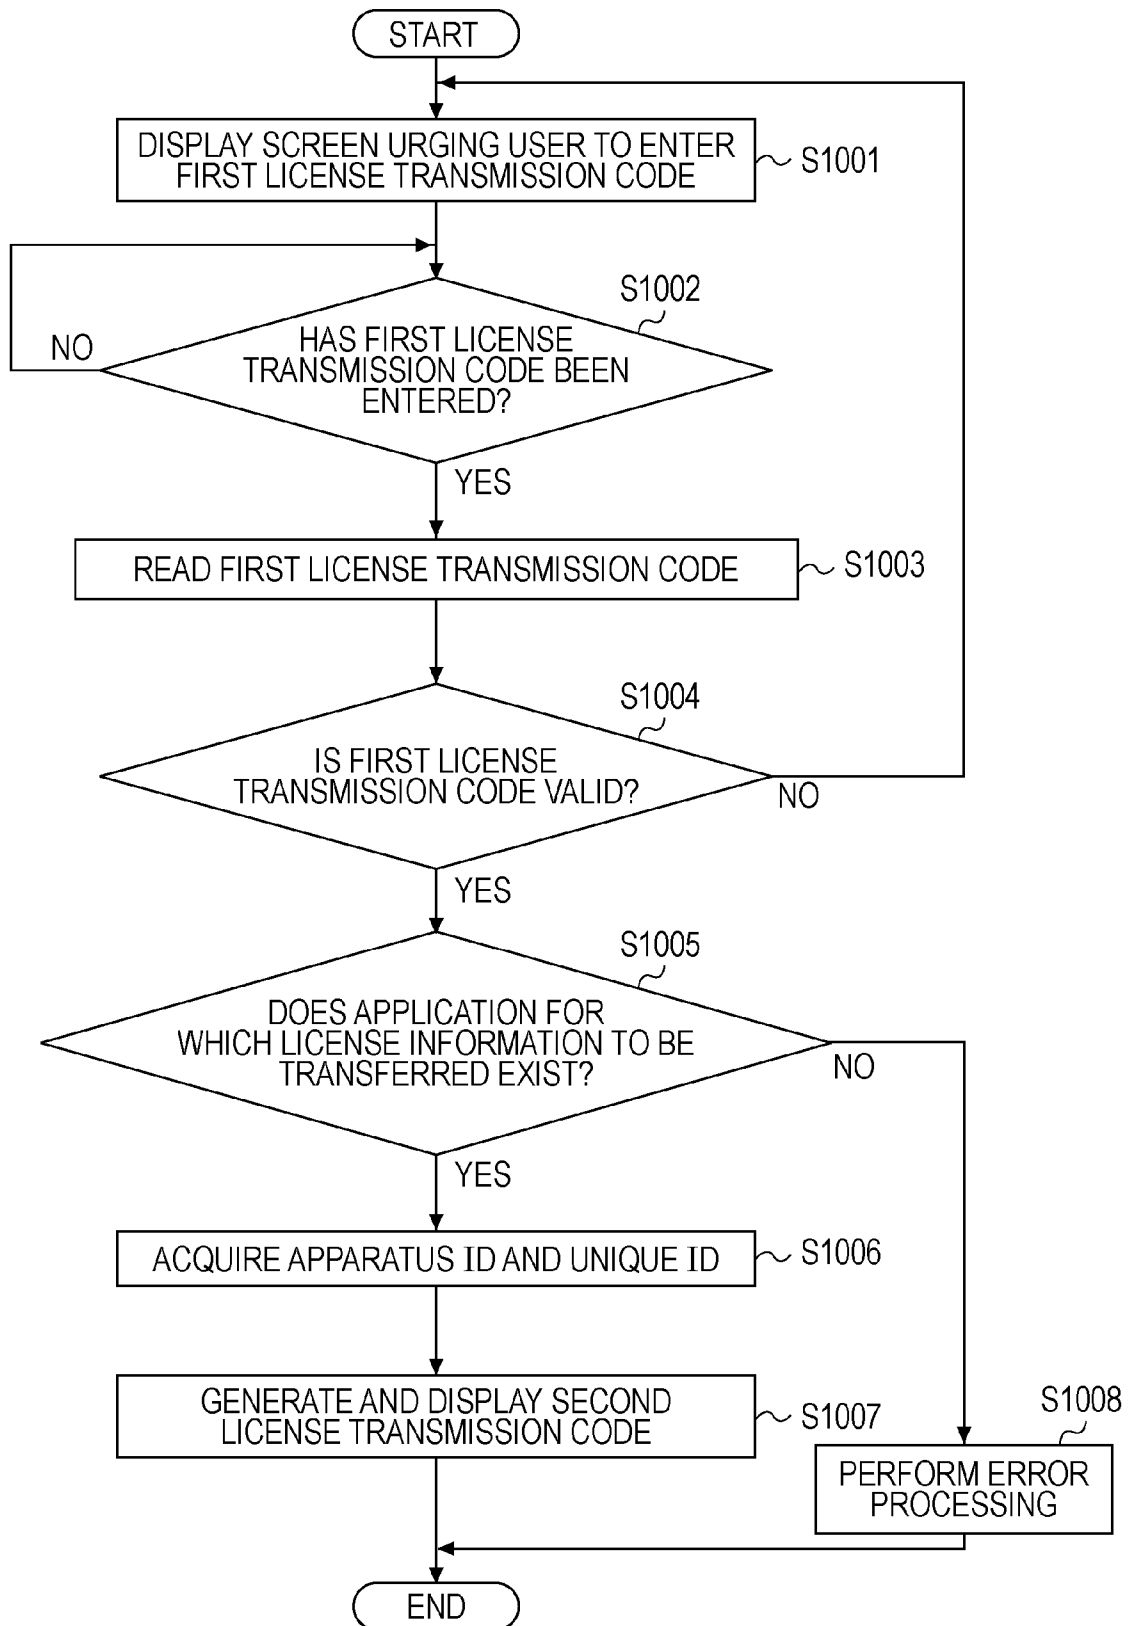 START
DISPLAY SCREEN URGING USER TO ENTER
FIRST LICENSE TRANSMISSION CODE
S1001
S1002
HAS FIRST LICENSE
TRANSMISSION CODE BEEN
ENTERED?
NO
YES
READ FIRST LICENSE TRANSMISSION CODE
S1003
S1004
IS FIRST LICENSE
TRANSMISSION CODE VALID?
NO
YES
S1005
DOES APPLICATION FOR
WHICH LICENSE INFORMATION TO BE
TRANSFERRED EXIST?
NO
YES
ACQUIRE APPARATUS ID AND UNIQUE ID
S1006
GENERATE AND DISPLAY SECOND
LICENSE TRANSMISSION CODE
S1007
S1008
PERFORM ERROR
PROCESSING
END